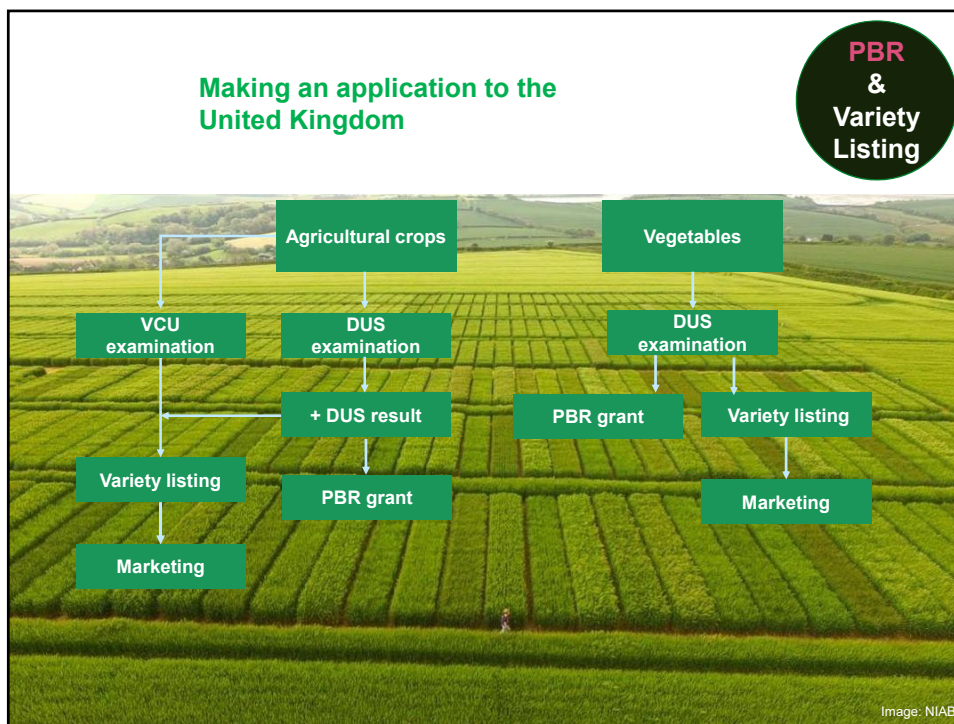 Making an application to the
United Kingdom
PBR
&
Variety
Listing
Agricultural crops
Vegetables
VCU
examination
DUS
examination
DUS
examination
+ DUS result
PBR grant
Variety listing
Variety listing
PBR grant
Marketing
Marketing
Image: NIAB